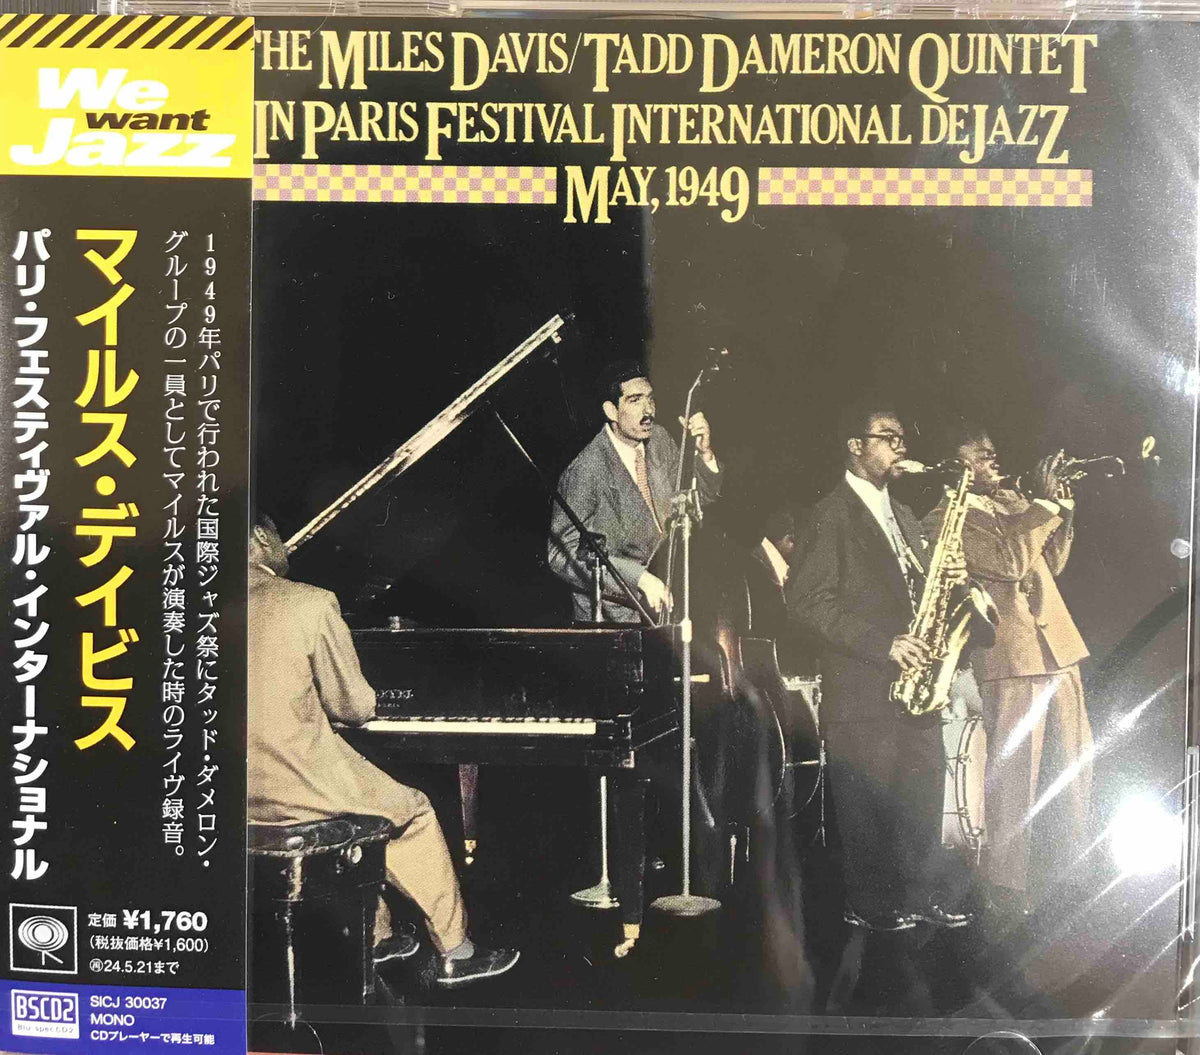 We
want
Jazz
マイルス・デイビス
パリ・フェスティヴァル・インターナショナル
1949年パリで行われた国際ジャズ祭にタッド・ダメロン・
グループの一員としてマイルスが演奏した時のライヴ録音。
定価 ¥1,760
(税抜価格¥1,600)
㋐24.5.21まで
BSCD2
Blu-spec CD2
SICJ 30037
MONO
CDプレーヤーで再生可能
THE MILES DAVIS/TADD DAMERON QUINTET
IN PARIS FESTIVAL INTERNATIONAL DE JAZZ
MAY, 1949